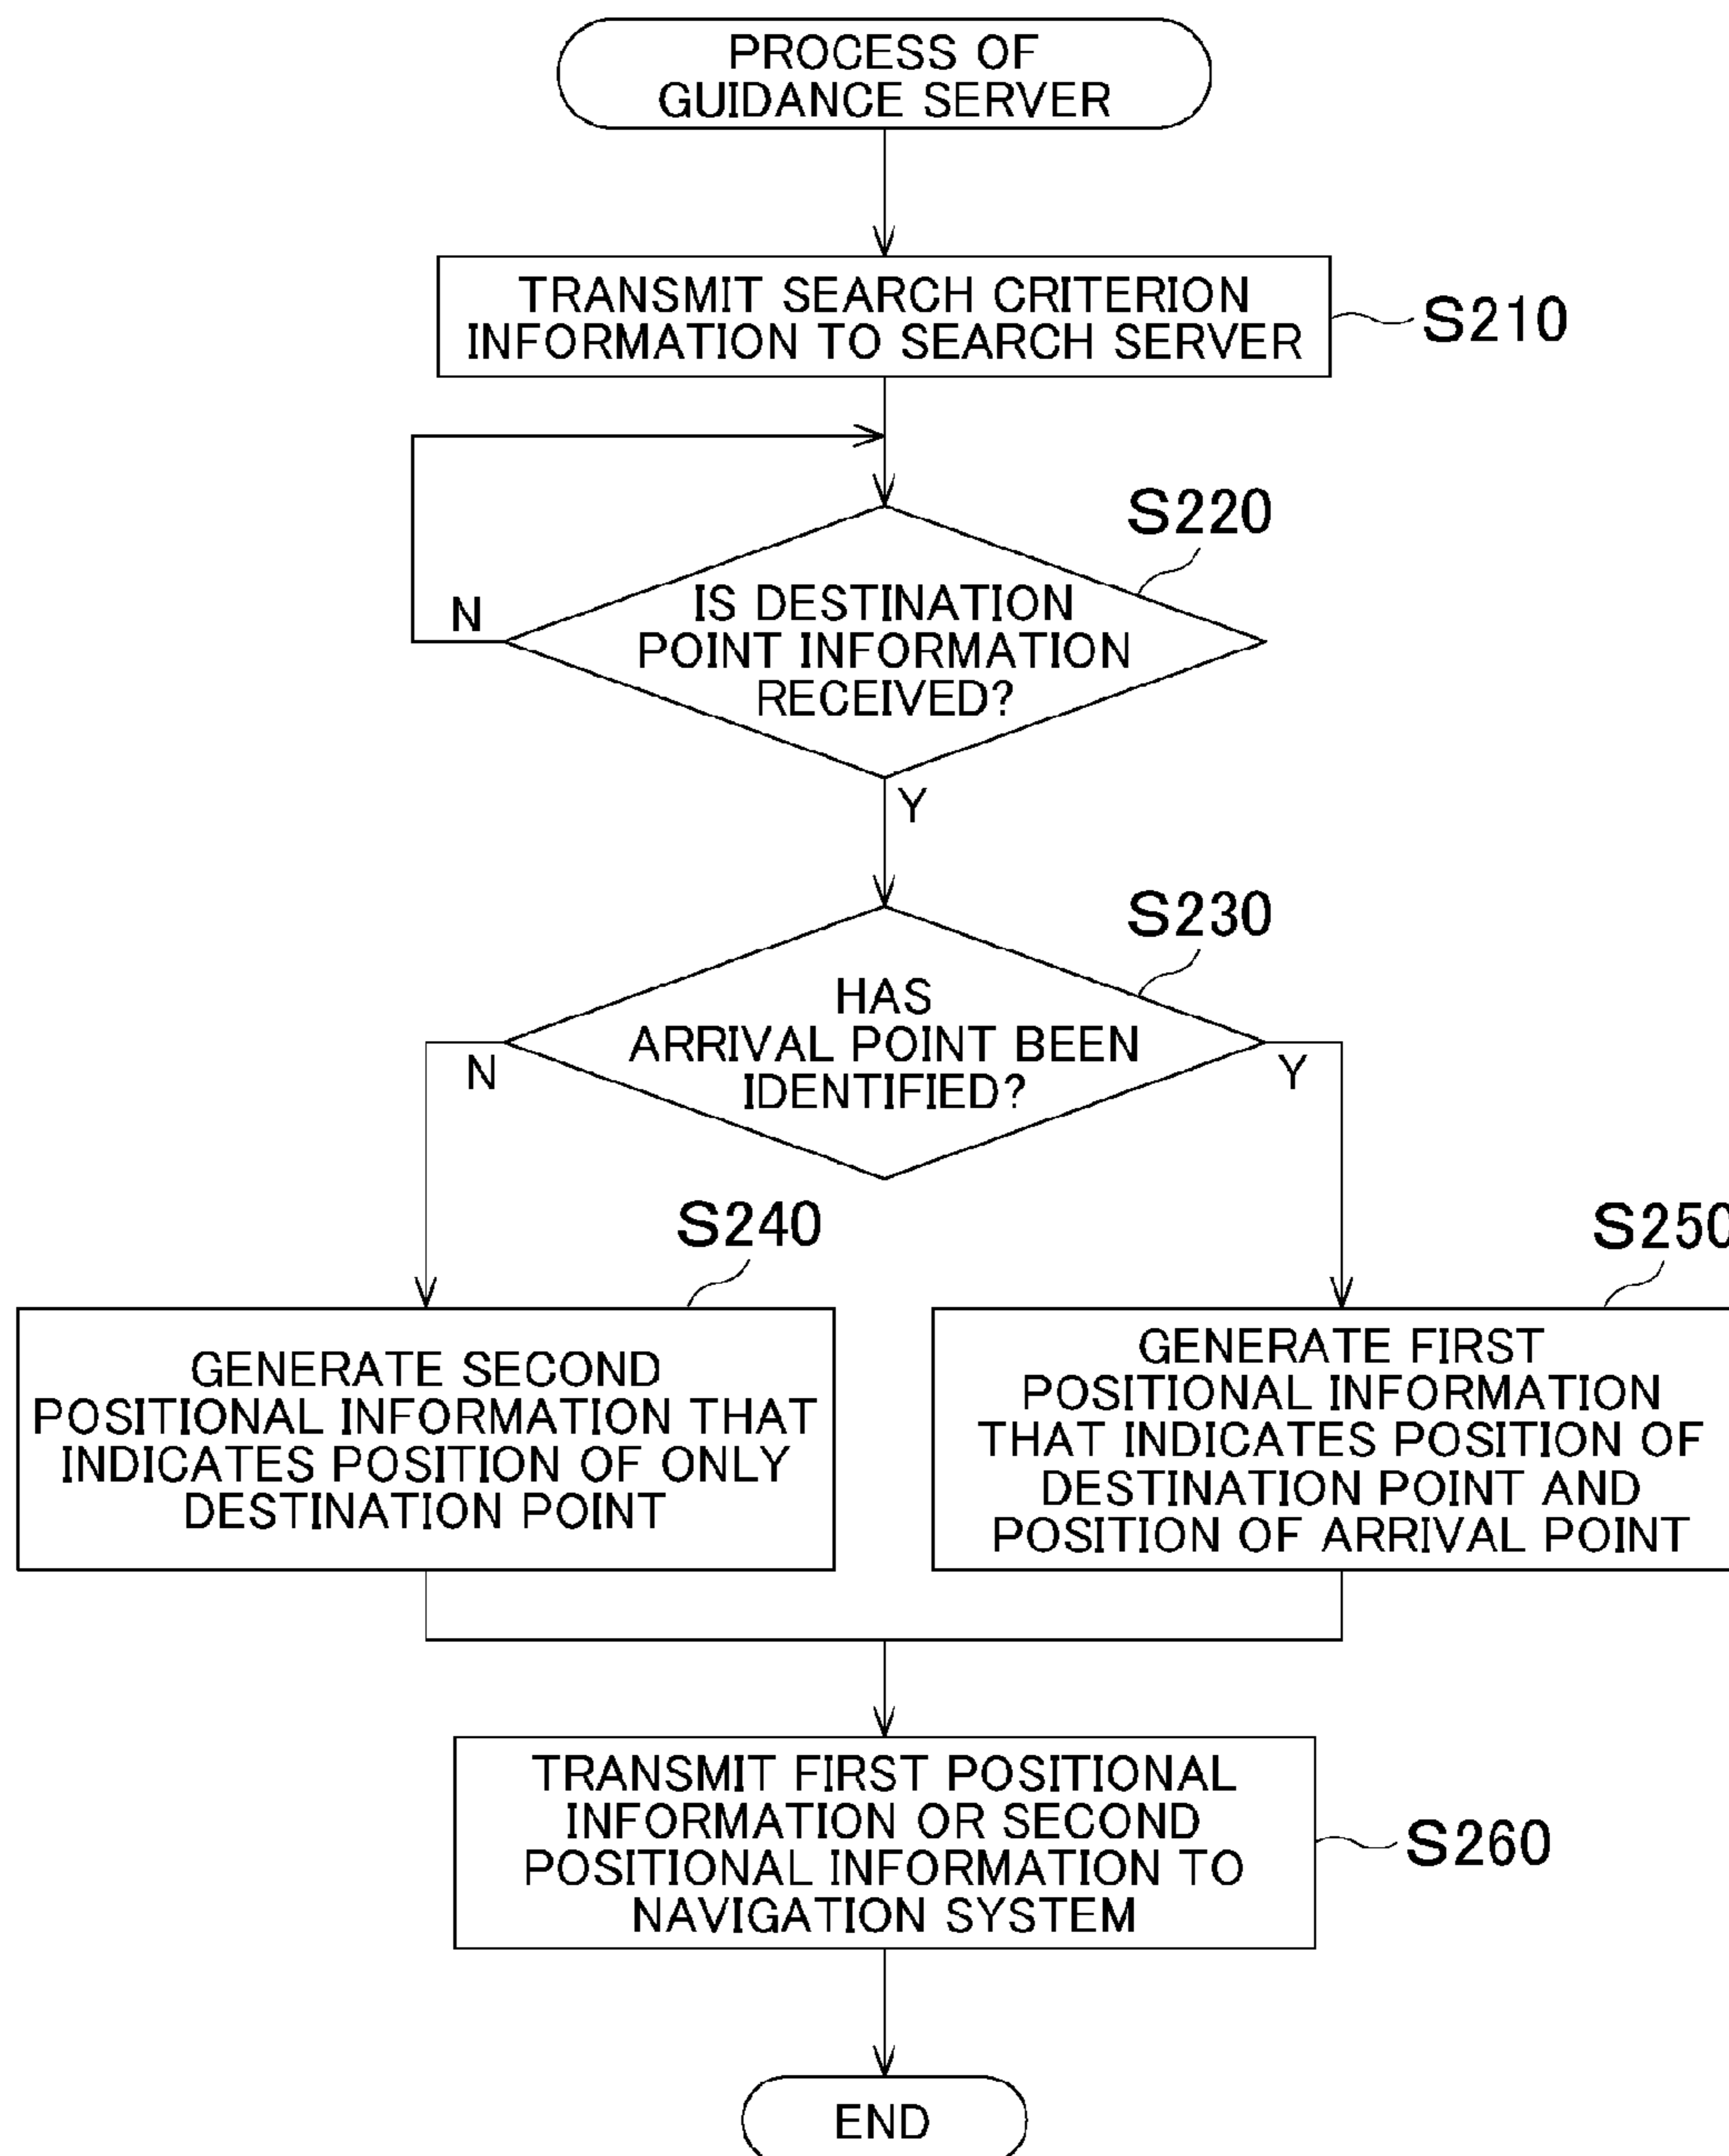 PROCESS OF
GUIDANCE SERVER
TRANSMIT SEARCH CRITERION
INFORMATION TO SEARCH SERVER
S210
S220
IS DESTINATION
POINT INFORMATION
RECEIVED?
N
Y
S230
HAS
ARRIVAL POINT BEEN
IDENTIFIED?
N
Y
S240
GENERATE SECOND
POSITIONAL INFORMATION THAT
INDICATES POSITION OF ONLY
DESTINATION POINT
S250
GENERATE FIRST
POSITIONAL INFORMATION
THAT INDICATES POSITION OF
DESTINATION POINT AND
POSITION OF ARRIVAL POINT
TRANSMIT FIRST POSITIONAL
INFORMATION OR SECOND
POSITIONAL INFORMATION TO
NAVIGATION SYSTEM
S260
END